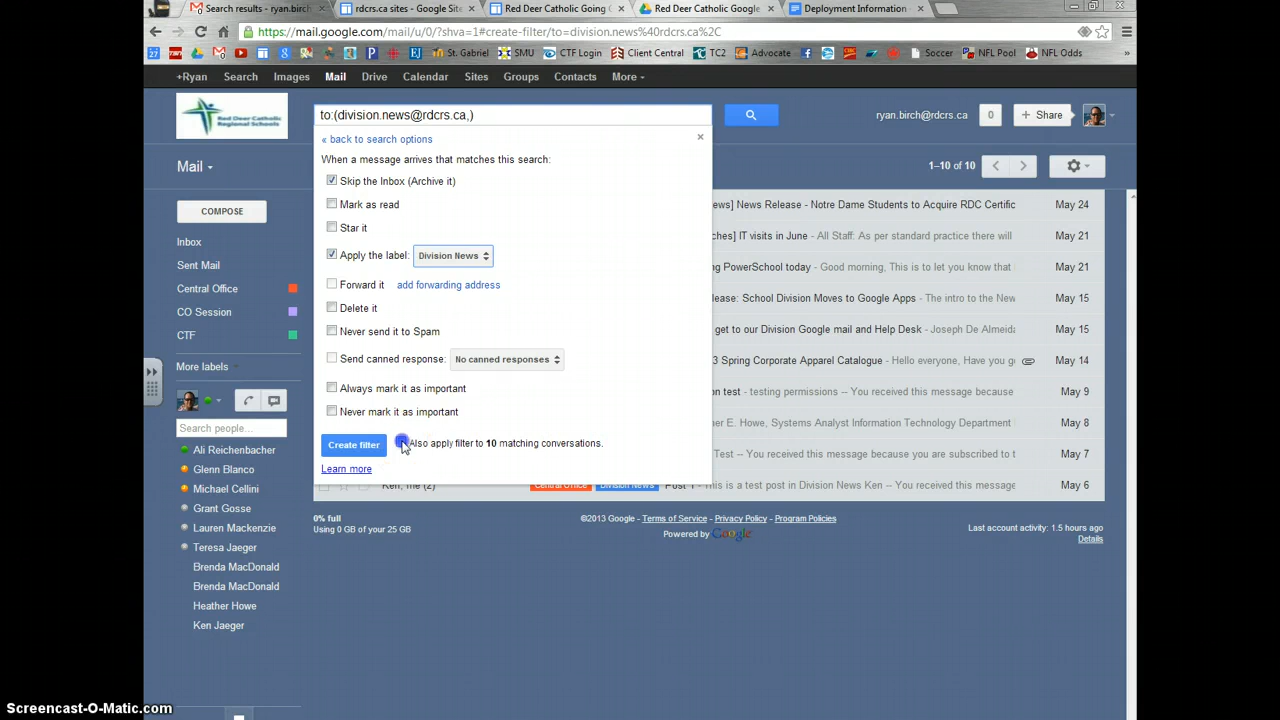 Search results - ryan.birch
rdcrs.ca sites - Google Site
Red Deer Catholic Going G
Red Deer Catholic Google
Deployment Information
https://mail.google.com/mail/u/0/?shva=1#create-filter/to=division.news%40rdcrs.ca%2C
27 St. Gabriel SMU EJ CTF Login Client Central TC2 Advocate Soccer NFL Pool NFL Odds »
+Ryan Search Images Mail Drive Calendar Sites Groups Contacts More
Red Deer Catholic
Regional Schools
to:(division.news@rdcrs.ca,)
ryan.birch@rdcrs.ca 0 + Share
« back to search options
When a message arrives that matches this search:
Mail
1–10 of 10
Skip the Inbox (Archive it)
Mark as read
ews] News Release - Notre Dame Students to Acquire RDC Certific May 24
COMPOSE
Star it
ches] IT visits in June - All Staff: As per standard practice there will May 21
Inbox
Apply the label: Division News
Sent Mail
ng PowerSchool today - Good morning, This is to let you know that May 21
Central Office
Forward it add forwarding address
lease: School Division Moves to Google Apps - The intro to the New May 15
CO Session
Delete it
CTF
Never send it to Spam
get to our Division Google mail and Help Desk - Joseph De Almeida May 15
More labels
Send canned response: No canned responses
3 Spring Corporate Apparel Catalogue - Hello everyone, Have you g May 14
Always mark it as important
on test - testing permissions -- You received this message because May 9
Never mark it as important
Search people...
er E. Howe, Systems Analyst Information Technology Department May 8
Create filter Also apply filter to 10 matching conversations.
Ali Reichenbacher
Test -- You received this message because you are subscribed to t May 7
Glenn Blanco
Learn more
Michael Cellini
Ken, me (2) Central Office Division News Post 1 - This is a test post in Division News Ken -- You received this message May 6
Grant Gosse
Lauren Mackenzie
Teresa Jaeger
Brenda MacDonald
Brenda MacDonald
Heather Howe
Ken Jaeger
0% full
Using 0 GB of your 25 GB
©2013 Google - Terms of Service - Privacy Policy - Program Policies
Powered by Google
Last account activity: 1.5 hours ago
Details
Screencast-O-Matic.com